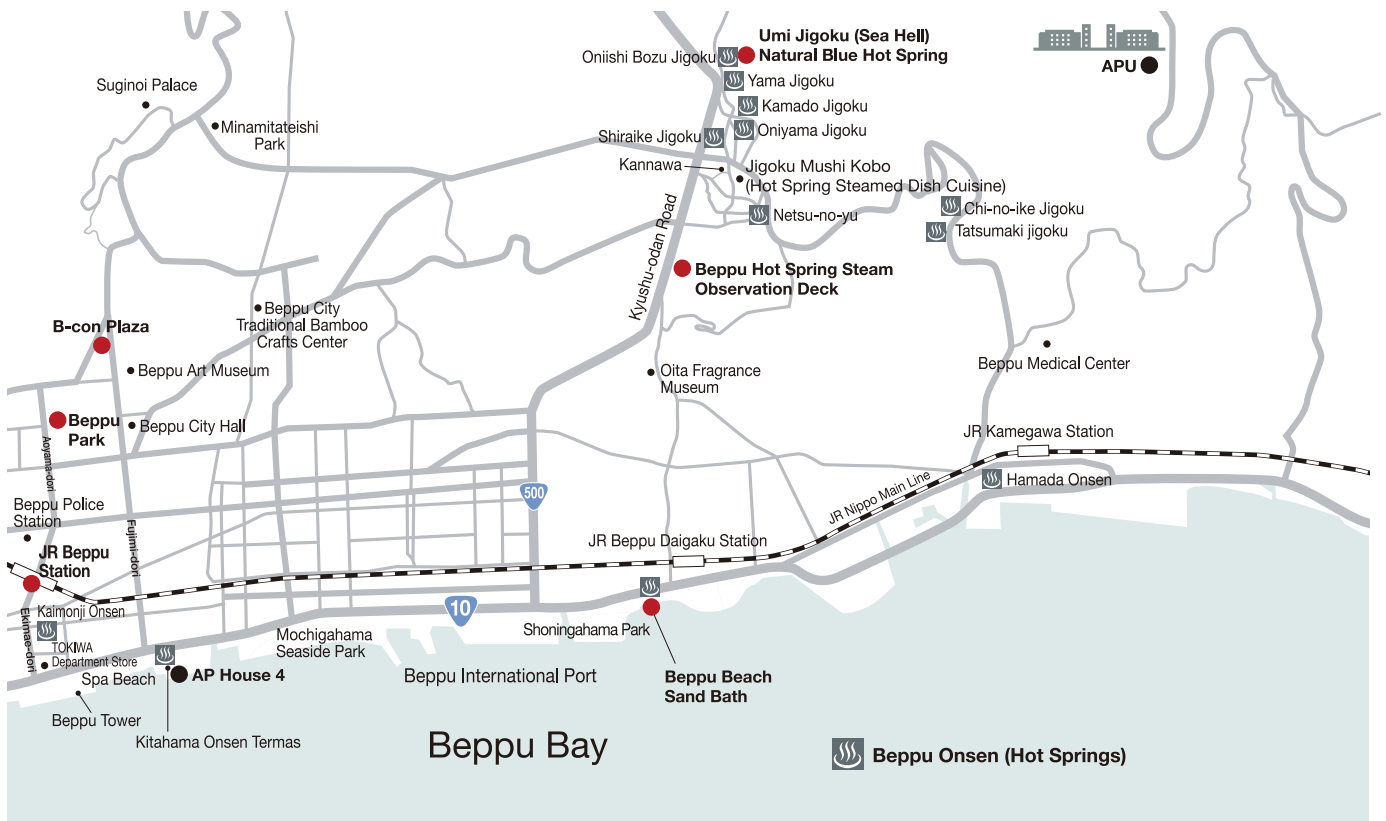 Umi Jigoku (Sea Hell)
Natural Blue Hot Spring
Oniishi Bozu Jigoku
APU
Yama Jigoku
Suginoi Palace
Kamado Jigoku
Minamitateishi
Park
Oniyama Jigoku
Shiraike Jigoku
Kannawa
Jigoku Mushi Kobo
(Hot Spring Steamed Dish Cuisine)
Netsu-no-yu
Chi-no-ike Jigoku
Tatsumaki jigoku
Kyushu-odan Road
Beppu Hot Spring Steam
Observation Deck
Beppu City
Traditional Bamboo
Crafts Center
B-con Plaza
Beppu Art Museum
Oita Fragrance
Museum
Beppu Medical Center
Beppu
Park
Beppu City Hall
Aoyama-dori
JR Kamegawa Station
Hamada Onsen
500
JR Nippo Main Line
Beppu Police
Station
Fujimi-dori
JR Beppu Daigaku Station
JR Beppu
Station
Kaimonji Onsen
Ekimae-dori
10
TOKIWA
Department Store
Mochigahama
Seaside Park
Shoningahama Park
Spa Beach
AP House 4
Beppu International Port
Beppu Beach
Sand Bath
Beppu Tower
Kitahama Onsen Termas
Beppu Bay
Beppu Onsen (Hot Springs)